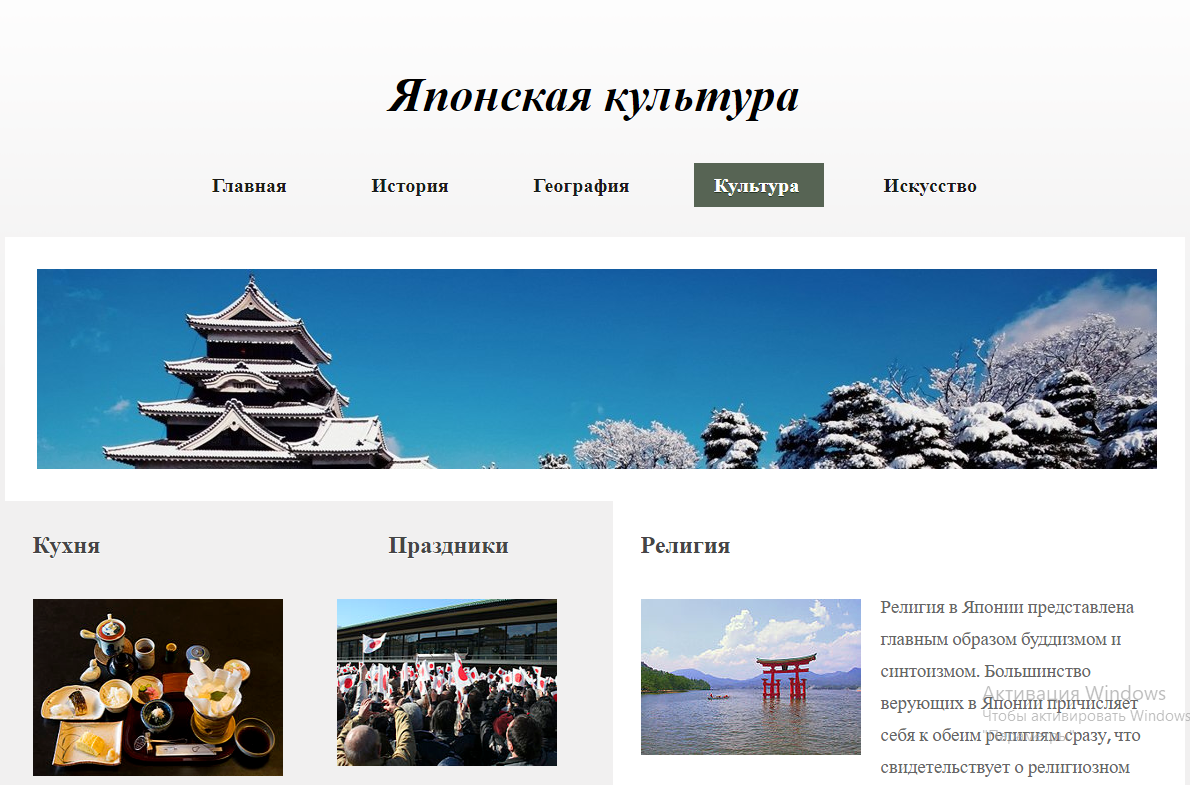 Японская культура
Главная История География Культура Искусство
Кухня Праздники Религия
Религия в Японии представлена
главным образом буддизмом и
синтоизмом. Большинство
верующих в Японии причисляет
себя к обеим религиям сразу, что
свидетельствует о религиозном
Активация Windows
Чтобы активировать Windows